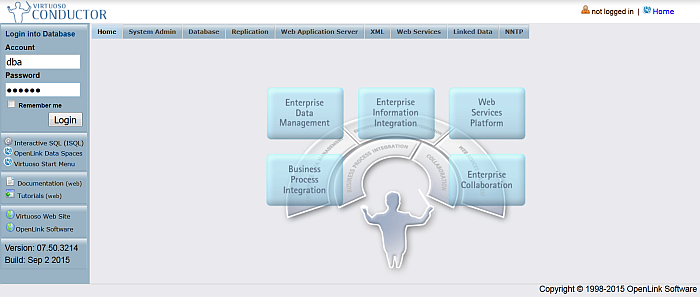 VIRTUOSO
CONDUCTOR
not logged in | Home
Login into Database
Account
dba
Password
••••••
Remember me
Login
Interactive SQL (ISQL)
OpenLink Data Spaces
Virtuoso Start Menu
Documentation (web)
Tutorials (web)
Virtuoso Web Site
OpenLink Software
Version: 07.50.3214
Build: Sep 2 2015
Home System Admin Database Replication Web Application Server XML Web Services Linked Data NNTP
Enterprise
Data
Management
Enterprise
Information
Integration
Web
Services
Platform
Business
Process
Integration
Enterprise
Collaboration
BUSINESS PROCESS INTEGRATION
COLLABORATION
Copyright © 1998-2015 OpenLink Software